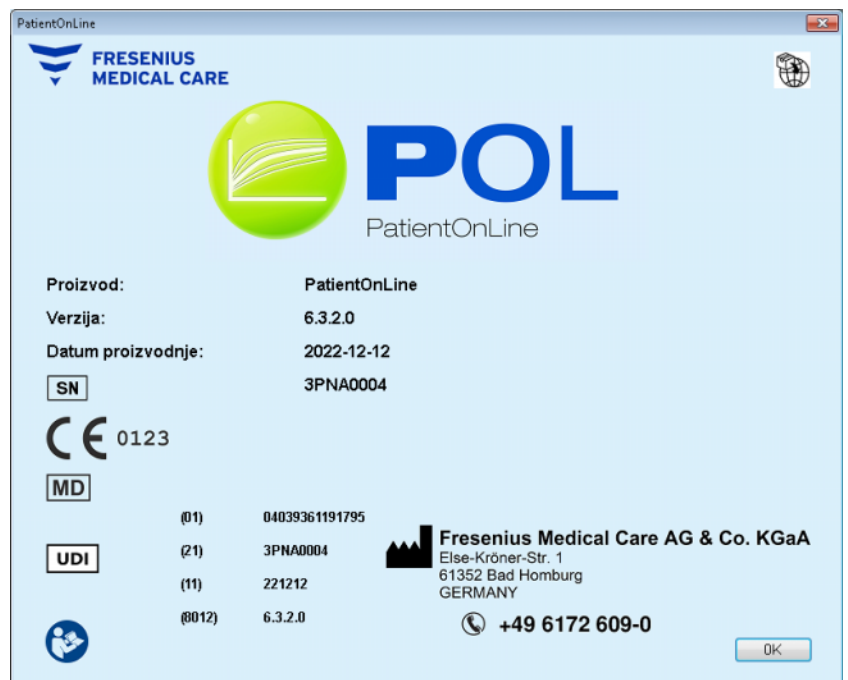 PatientOnLine
FRESENIUS
MEDICAL CARE
POL
PatientOnLine
Proizvod: PatientOnLine
Verzija: 6.3.2.0
Datum proizvodnje: 2022-12-12
SN 3PNA0004
CE 0123
MD
UDI
(01) 04039361191795
(21) 3PNA0004
(11) 221212
(8012) 6.3.2.0
Fresenius Medical Care AG & Co. KGaA
Else-Kröner-Str. 1
61352 Bad Homburg
GERMANY
+49 6172 609-0
OK